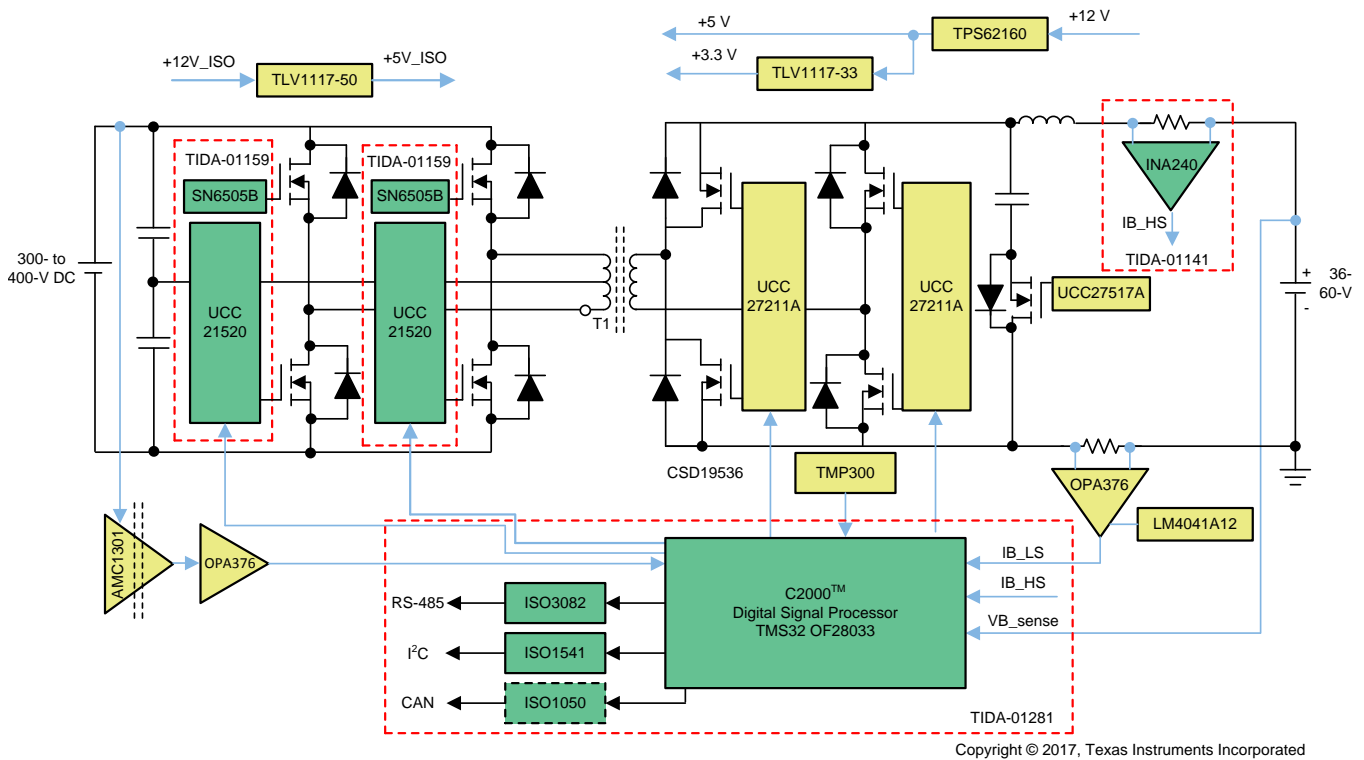 +12 V
+5 V
TPS62160
+12V_ISO
+5V_ISO
TLV1117-50
+3.3 V
TLV1117-33
TIDA-01159
TIDA-01159
SN6505B
SN6505B
INA240
IB_HS
TIDA-01141
300- to
400-V DC
UCC
21520
UCC
21520
T1
UCC
27211A
UCC
27211A
UCC27517A
+
36-
60-V
-
CSD19536
TMP300
OPA376
LM4041A12
AMC1301
OPA376
C2000TM
Digital Signal Processor
TMS32 OF28033
IB_LS
IB_HS
VB_sense
RS-485
ISO3082
I2C
ISO1541
CAN
ISO1050
TIDA-01281
Copyright © 2017, Texas Instruments Incorporated